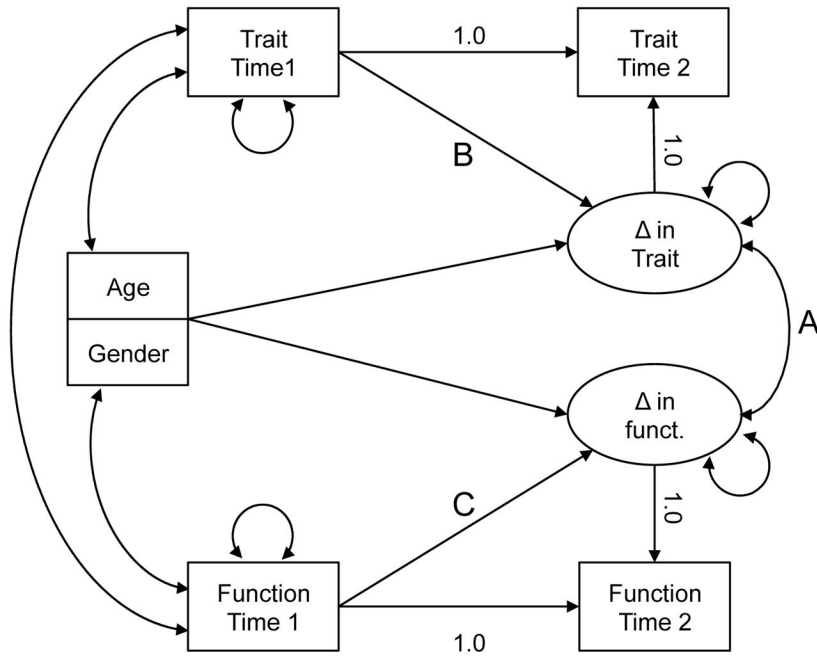 Trait
Time1
1.0
Trait
Time 2
B
1.0
Δ in
Trait
Age
Gender
A
Δ in
funct.
C
1.0
Function
Time 1
1.0
Function
Time 2